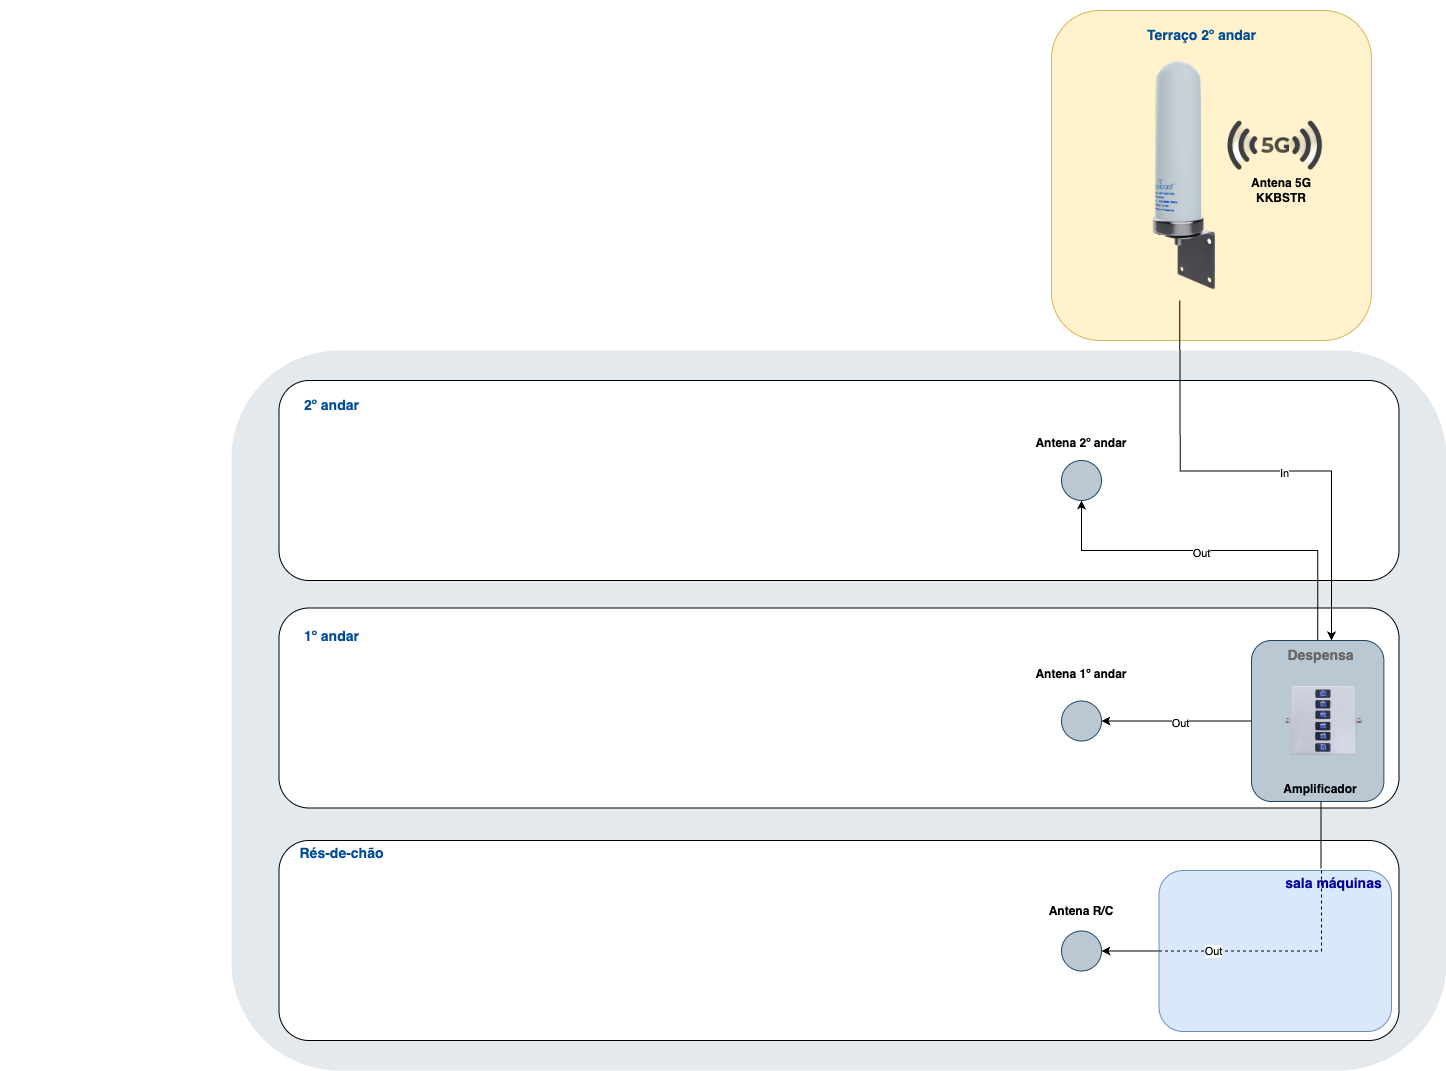 Terraço 2º andar
5G
Antena 5G
KKBSTR
2º andar
Antena 2º andar
In
Out
1º andar
Antena 1º andar
Despensa
Out
Amplificador
Rés-de-chão
sala máquinas
Antena R/C
Out